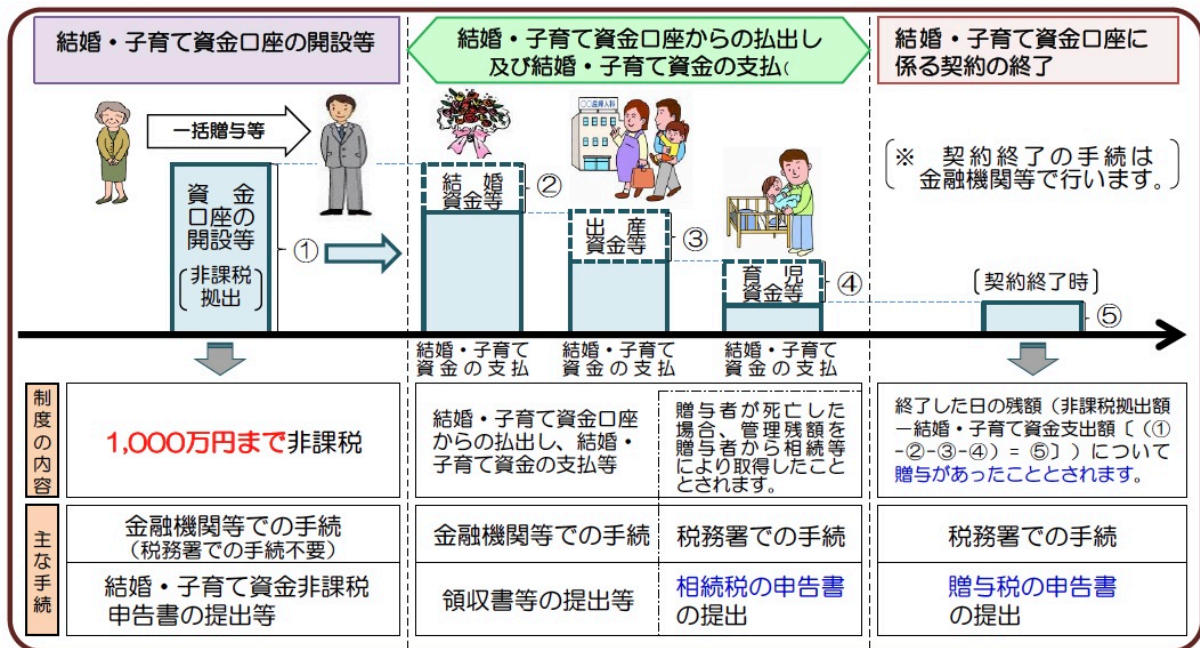 結婚・子育て資金口座の開設等
結婚・子育て資金口座からの払出し
及び結婚・子育て資金の支払(
結婚・子育て資金口座に
係る契約の終了
一括贈与等
○○産婦人科
資金
口座の
開設等
非課税
拠出
①
結婚
資金等
②
出産
資金等
③
育児
資金等
④
※ 契約終了の手続は
金融機関等で行います。
〔契約終了時〕
⑤
結婚・子育て
資金の支払
結婚・子育て
資金の支払
結婚・子育て
資金の支払
制度の内容
1,000万円まで非課税
結婚・子育て資金口座
からの払出し、結婚・
子育て資金の支払等
贈与者が死亡した
場合、管理残額を
贈与者から相続等
により取得したこと
とされます。
終了した日の残額（非課税拠出額
－結婚・子育て資金支出額〔（①
-②-③-④）＝⑤〕）について
贈与があったこととされます。
主な手続
金融機関等での手続
（税務署での手続不要）
金融機関等での手続
税務署での手続
税務署での手続
結婚・子育て資金非課税
申告書の提出等
領収書等の提出等
相続税の申告書
の提出
贈与税の申告書
の提出